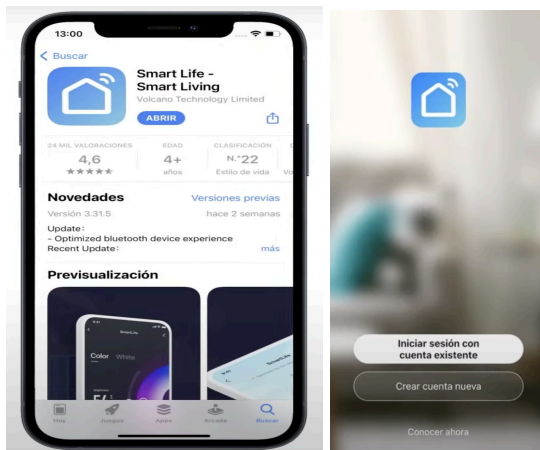 13:00
Buscar
Smart Life -
Smart Living
Volcano Technology Limited
ABRIR
24 MIL VALORACIONES
EDAD
CLASIFICACIÓN
4,6
4+
N.°22
años
Estilo de vida
Novedades
Versiones previas
Versión 3.31.5
hace 2 semanas
Update:
- Optimized bluetooth device experience
Recent Update:
más
Previsualización
SmartLife
Color White
Hoy
Juegos
Apps
Arcade
Buscar
Iniciar sesión con
cuenta existente
Crear cuenta nueva
Conocer ahora